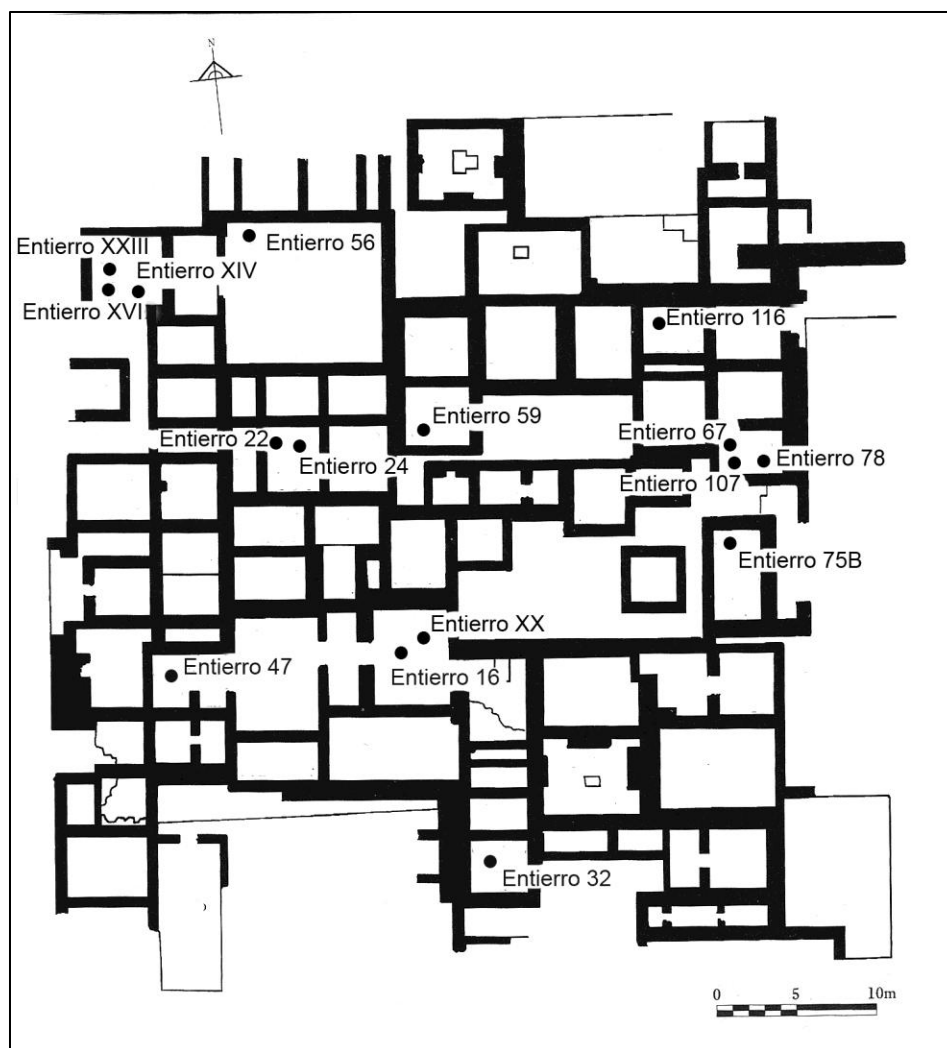 N
Entierro 56
Entierro XXIII
Entierro XIV
Entierro XVI
Entierro 116
Entierro 59
Entierro 67
Entierro 22
Entierro 24
Entierro 78
Entierro 107
Entierro 75B
Entierro XX
Entierro 47
Entierro 16
Entierro 32
0 5 10m